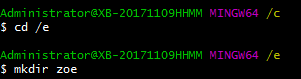 Administrator@XB-20171109HHMM MINGW64 /c
$ cd /e
Administrator@XB-20171109HHMM MINGW64 /e
$ mkdir zoe